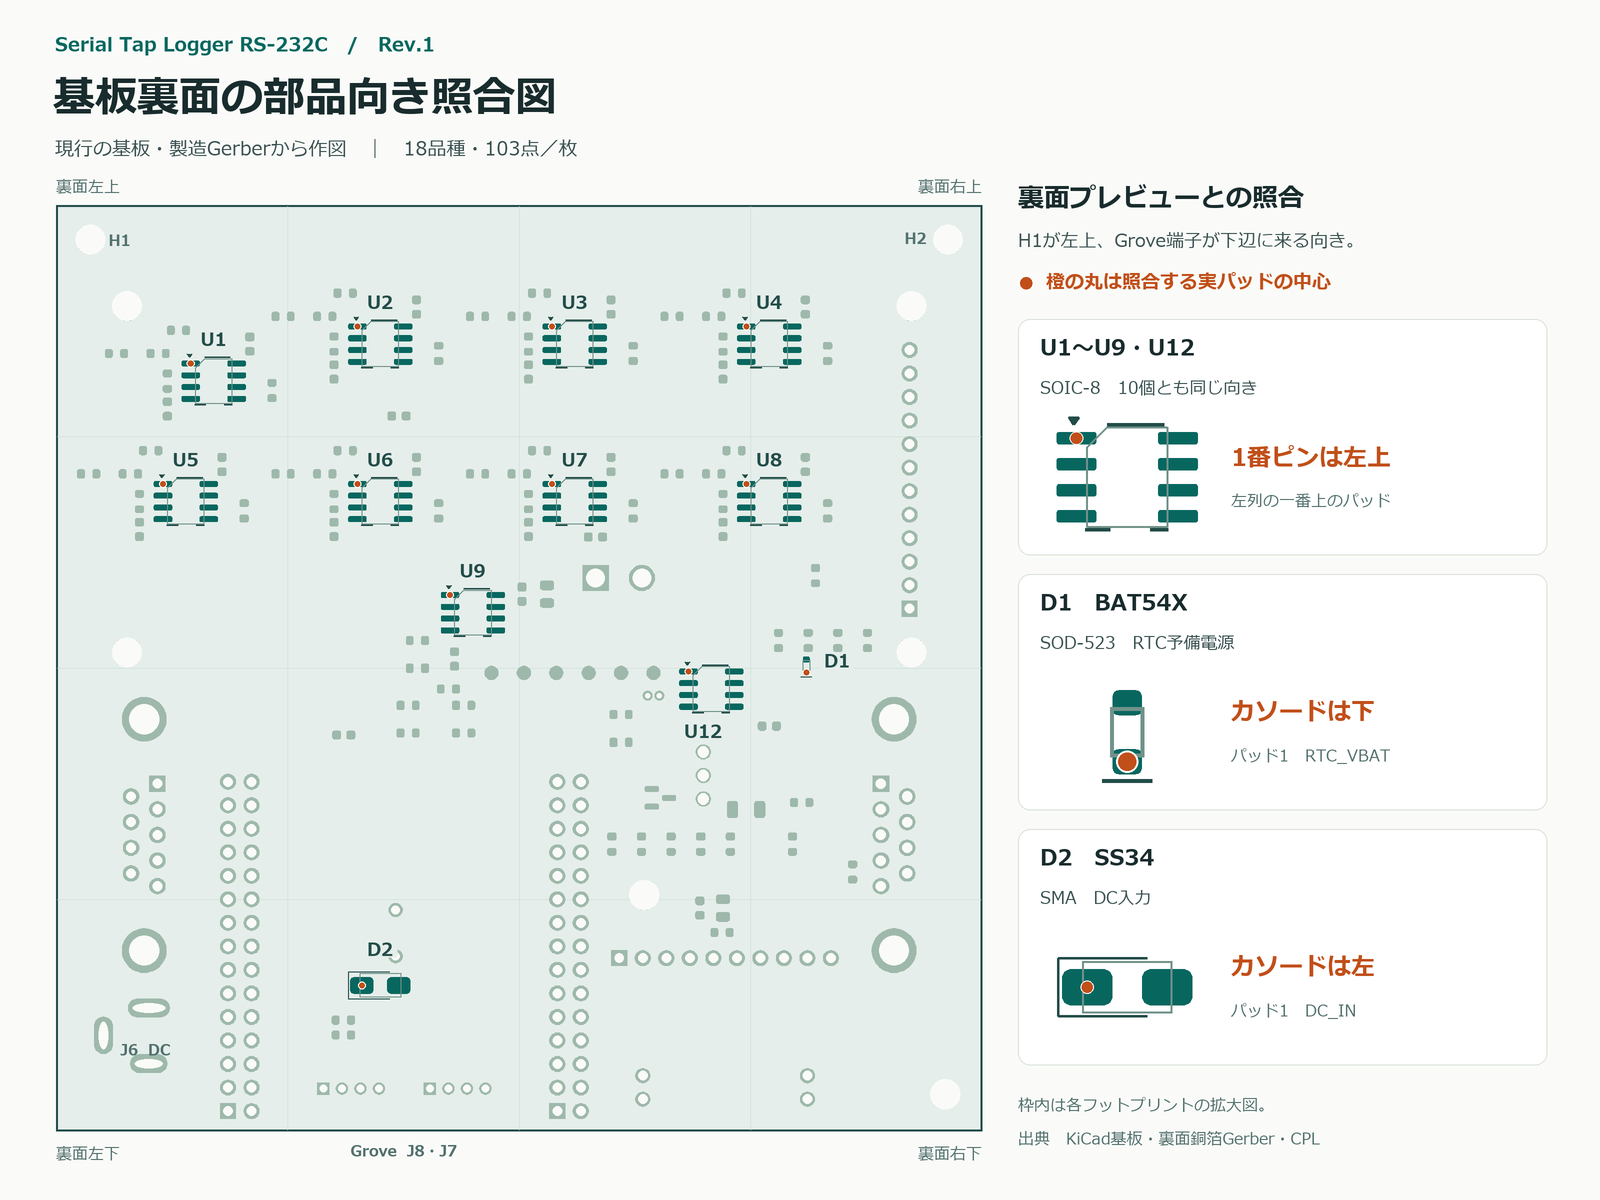 Serial Tap Logger RS-232C / Rev.1
基板裏面の部品向き照合図
現行の基板・製造Gerberから作図 ｜ 18品種・103点／枚
裏面左上
裏面右上
H1
H2
U2
U3
U4
U1
U5
U6
U7
U8
U9
D1
U12
D2
J6 DC
裏面左下
Grove J8・J7
裏面右下
裏面プレビューとの照合
H1が左上、Grove端子が下辺に来る向き。
橙の丸は照合する実パッドの中心
U1〜U9・U12
SOIC-8 10個とも同じ向き
1番ピンは左上
左列の一番上のパッド
D1 BAT54X
SOD-523 RTC予備電源
カソードは下
パッド1 RTC_VBAT
D2 SS34
SMA DC入力
カソードは左
パッド1 DC_IN
枠内は各フットプリントの拡大図。
出典 KiCad基板・裏面銅箔Gerber・CPL